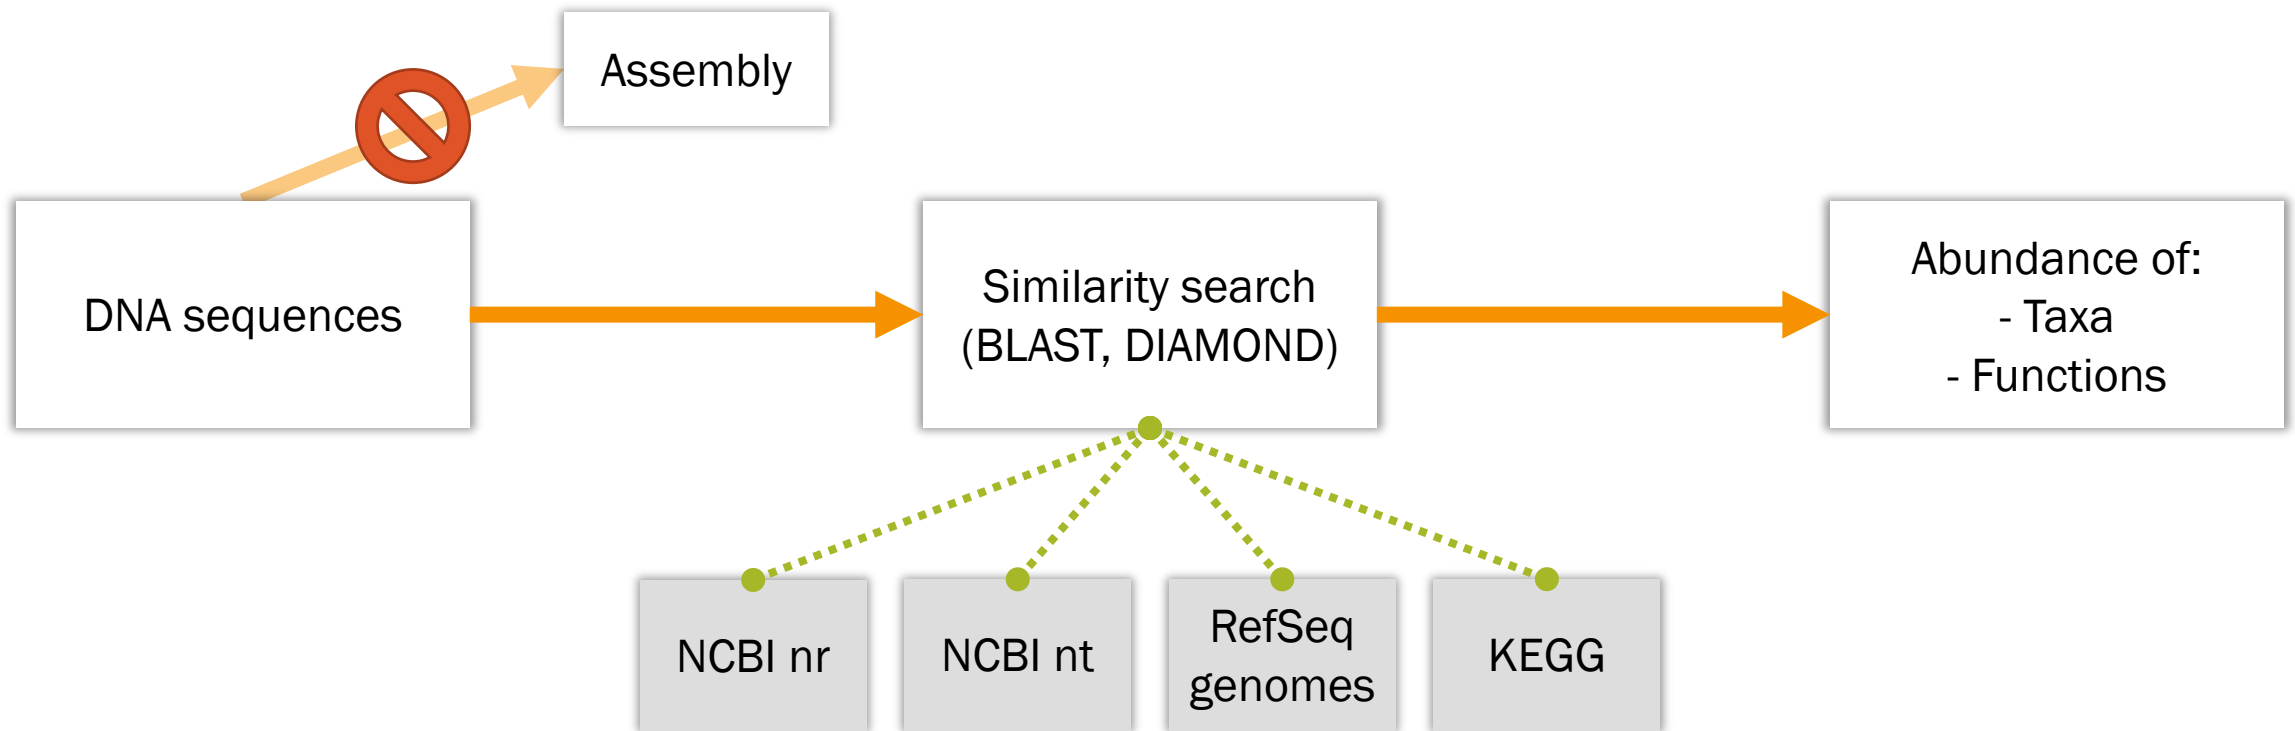 Assembly
DNA sequences
Similarity search
(BLAST, DIAMOND)
Abundance of:
- Taxa
- Functions
NCBI nr
NCBI nt
RefSeq
genomes
KEGG